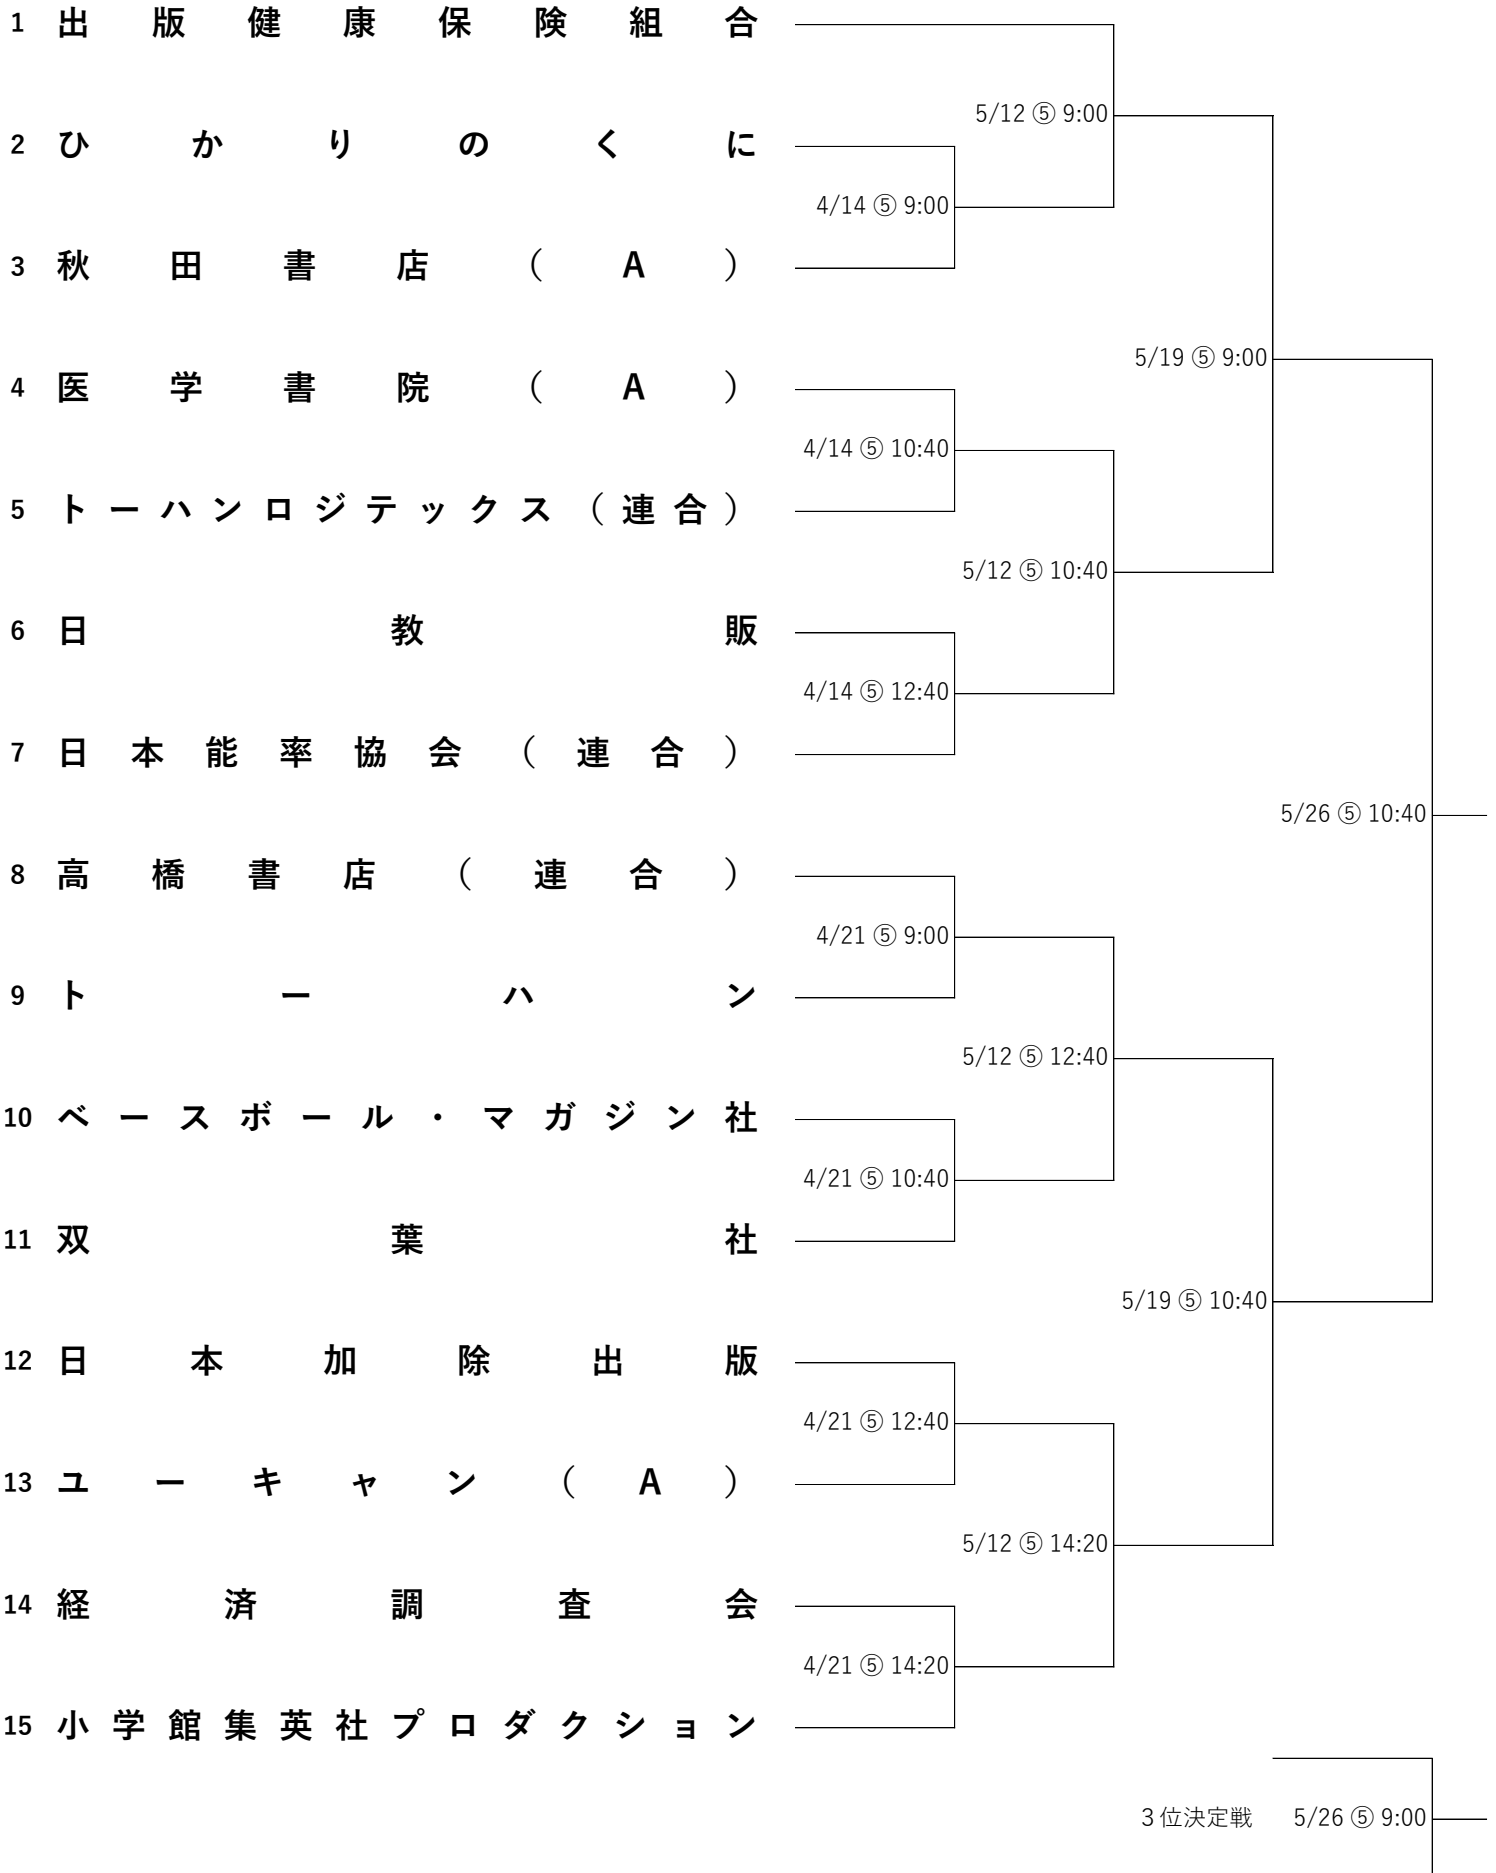 1 出版健康保険組合
5/12 ⑤ 9:00
2 ひかりのくに
4/14 ⑤ 9:00
3 秋田書店(A)
5/19 ⑤ 9:00
4 医学書院(A)
4/14 ⑤ 10:40
5 トーハンロジテックス(連合)
5/12 ⑤ 10:40
6 日教販
4/14 ⑤ 12:40
7 日本能率協会(連合)
5/26 ⑤ 10:40
8 高橋書店(連合)
4/21 ⑤ 9:00
9 トーハン
5/12 ⑤ 12:40
10 ベースボール・マガジン社
4/21 ⑤ 10:40
11 双葉社
5/19 ⑤ 10:40
12 日本加除出版
4/21 ⑤ 12:40
13 ユーキャン(A)
5/12 ⑤ 14:20
14 経済調査会
4/21 ⑤ 14:20
15 小学館集英社プロダクション
3位決定戦 5/26 ⑤ 9:00